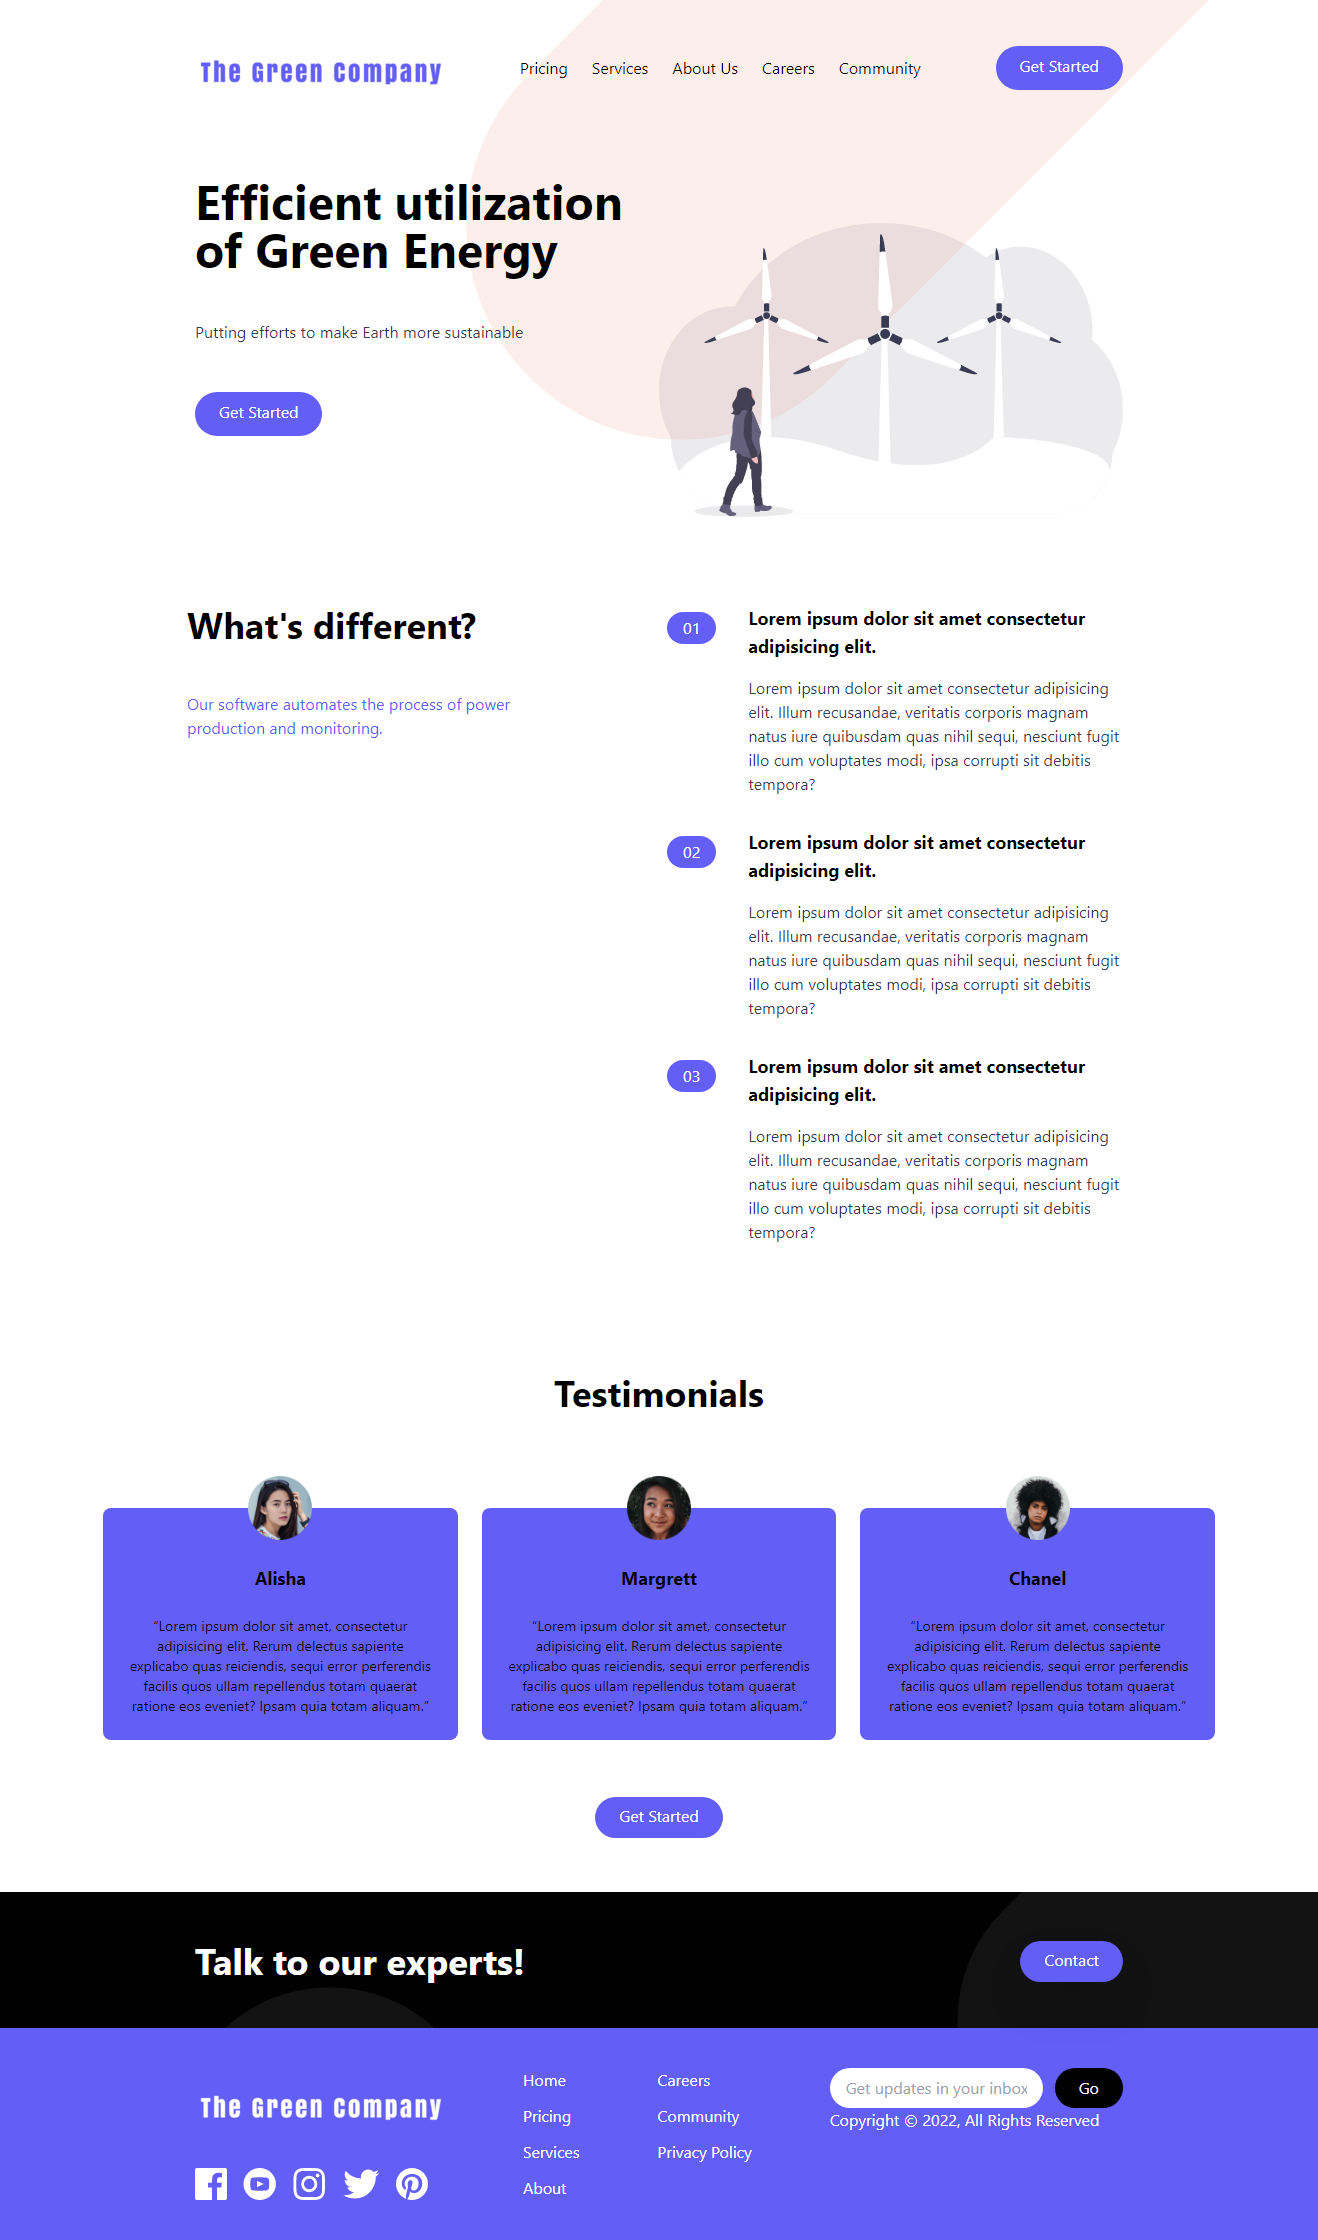 The Green Company
Pricing Services About Us Careers Community
Get Started
Efficient utilization
of Green Energy
Putting efforts to make Earth more sustainable
Get Started
What's different?
Our software automates the process of power
production and monitoring.
01
Lorem ipsum dolor sit amet consectetur
adipisicing elit.
Lorem ipsum dolor sit amet consectetur adipisicing
elit. Illum recusandae, veritatis corporis magnam
natus iure quibusdam quas nihil sequi, nesciunt fugit
illo cum voluptates modi, ipsa corrupti sit debitis
tempora?
02
Lorem ipsum dolor sit amet consectetur
adipisicing elit.
Lorem ipsum dolor sit amet consectetur adipisicing
elit. Illum recusandae, veritatis corporis magnam
natus iure quibusdam quas nihil sequi, nesciunt fugit
illo cum voluptates modi, ipsa corrupti sit debitis
tempora?
03
Lorem ipsum dolor sit amet consectetur
adipisicing elit.
Lorem ipsum dolor sit amet consectetur adipisicing
elit. Illum recusandae, veritatis corporis magnam
natus iure quibusdam quas nihil sequi, nesciunt fugit
illo cum voluptates modi, ipsa corrupti sit debitis
tempora?
Testimonials
Alisha
“Lorem ipsum dolor sit amet, consectetur
adipisicing elit. Rerum delectus sapiente
explicabo quas reiciendis, sequi error perferendis
facilis quos ullam repellendus totam quaerat
ratione eos eveniet? Ipsam quia totam aliquam.”
Margrett
“Lorem ipsum dolor sit amet, consectetur
adipisicing elit. Rerum delectus sapiente
explicabo quas reiciendis, sequi error perferendis
facilis quos ullam repellendus totam quaerat
ratione eos eveniet? Ipsam quia totam aliquam.”
Chanel
“Lorem ipsum dolor sit amet, consectetur
adipisicing elit. Rerum delectus sapiente
explicabo quas reiciendis, sequi error perferendis
facilis quos ullam repellendus totam quaerat
ratione eos eveniet? Ipsam quia totam aliquam.”
Get Started
Talk to our experts!
Contact
The Green Company
Home
Pricing
Services
About
Careers
Community
Privacy Policy
Get updates in your inbox
Go
Copyright © 2022, All Rights Reserved